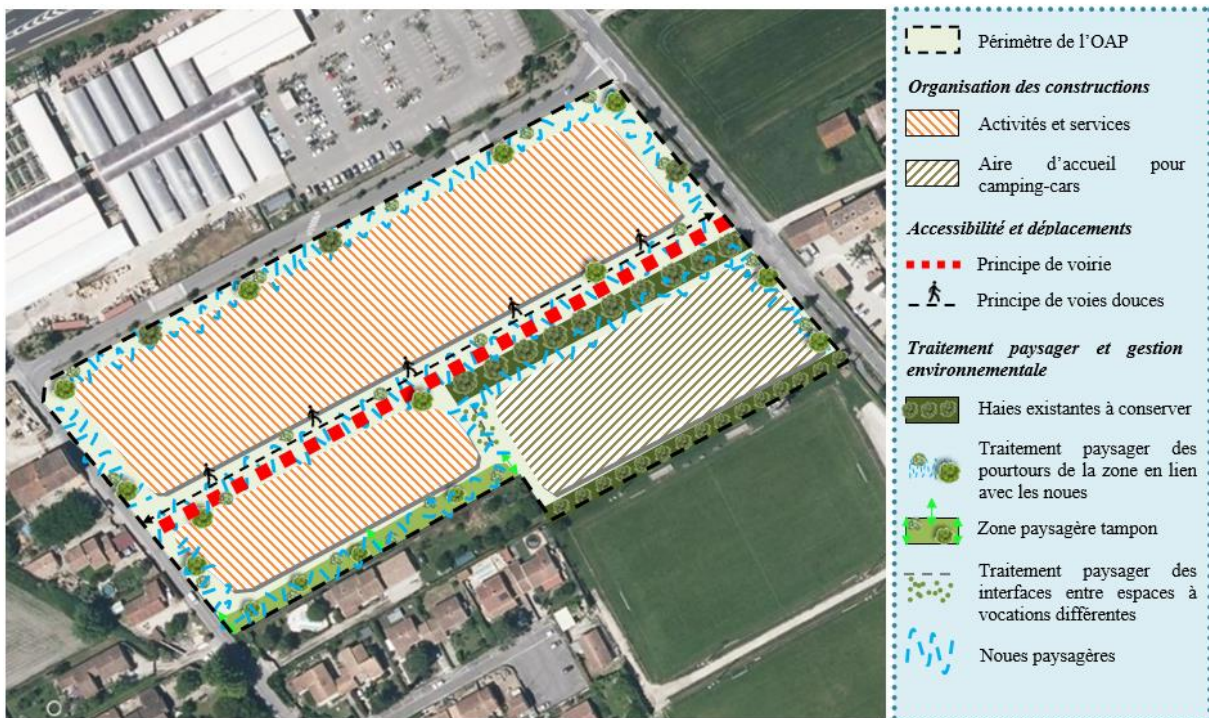 Périmètre de l'OAP
Organisation des constructions
Activités et services
Aire d'accueil pour
camping-cars
Accessibilité et déplacements
Principe de voirie
Principe de voies douces
Traitement paysager et gestion
environnementale
Haies existantes à conserver
Traitement paysager des
pourtours de la zone en lien
avec les noues
Zone paysagère tampon
Traitement paysager des
interfaces entre espaces à
vocations différentes
Noues paysagères